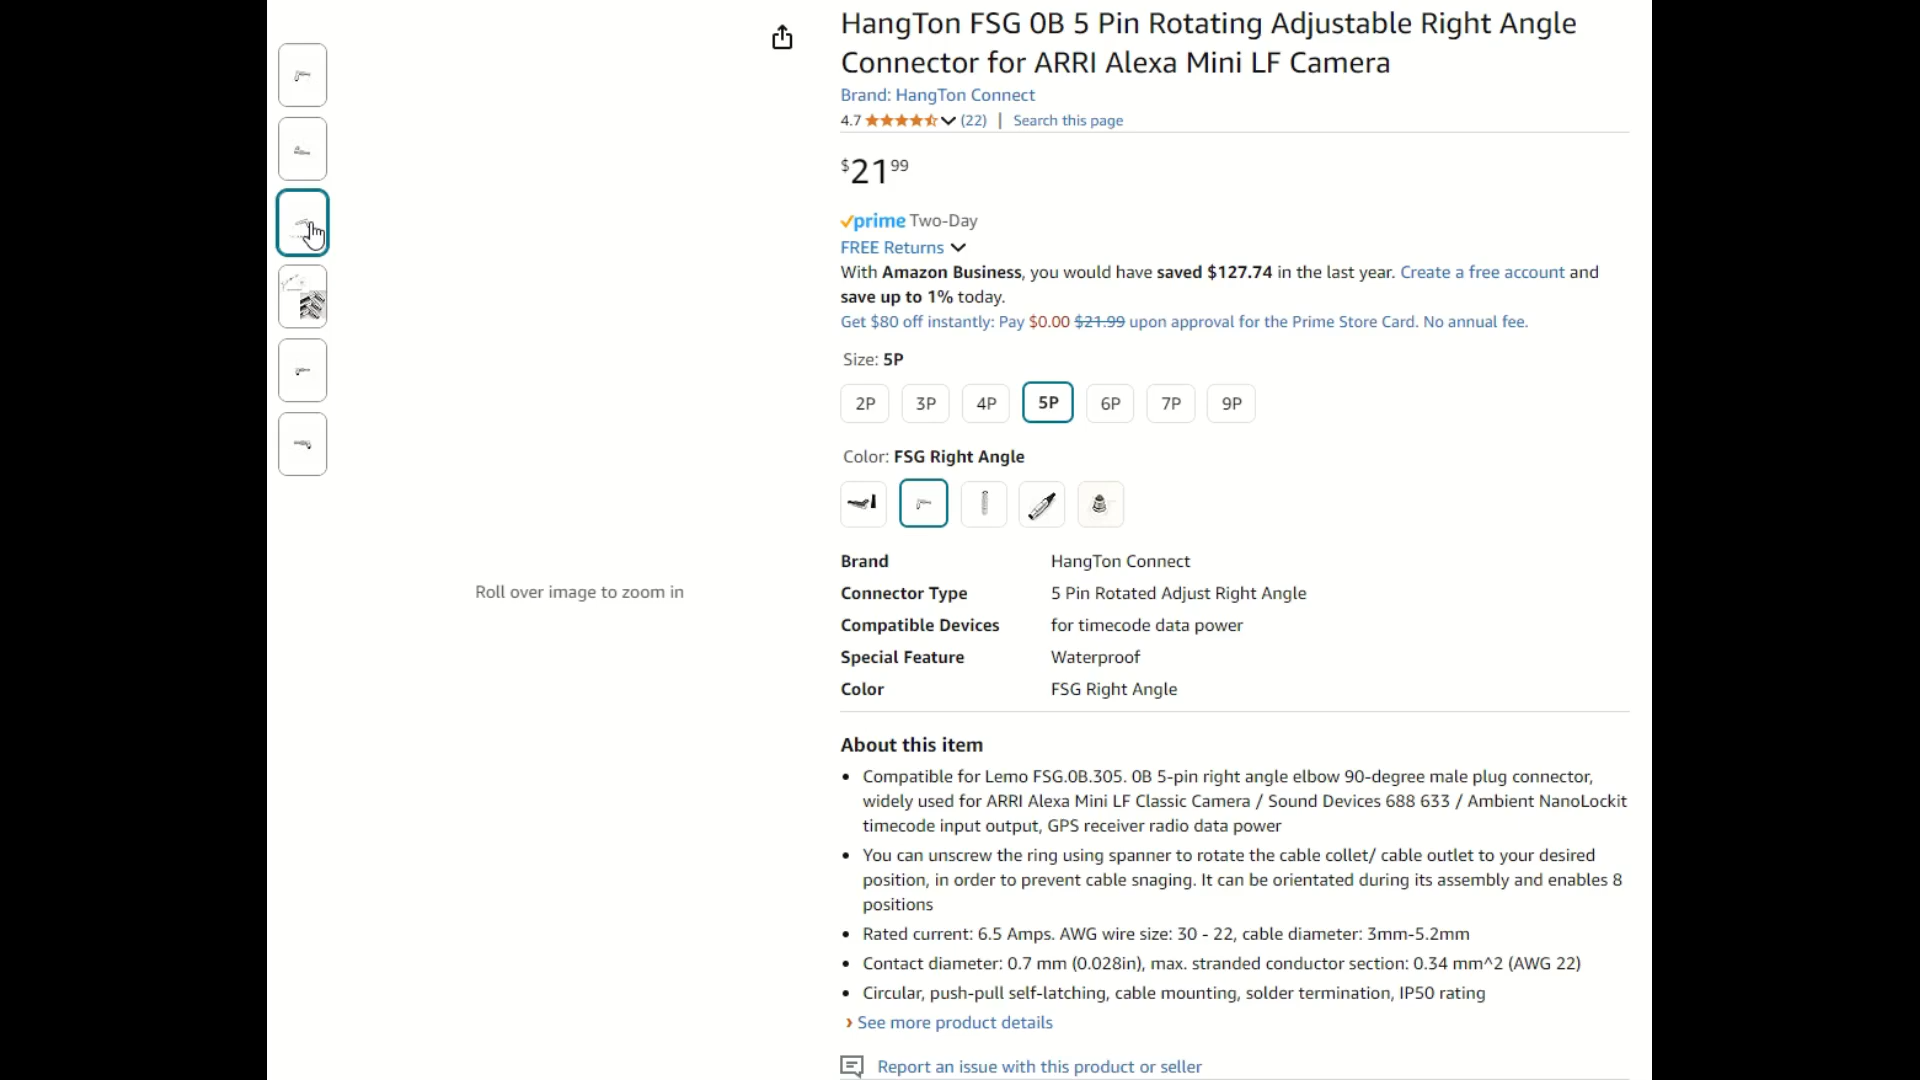 HangTon FSG 0B 5 Pin Rotating Adjustable Right Angle
Connector for ARRI Alexa Mini LF Camera
Brand: HangTon Connect
4.7 (22) | Search this page
$21.99
prime Two-Day
FREE Returns
With Amazon Business, you would have saved $127.74 in the last year. Create a free account and
save up to 1% today.
Get $80 off instantly: Pay $0.00 $21.99 upon approval for the Prime Store Card. No annual fee.
Size: 5P
2P 3P 4P 5P 6P 7P 9P
Color: FSG Right Angle
Roll over image to zoom in
Brand HangTon Connect
Connector Type 5 Pin Rotated Adjust Right Angle
Compatible Devices for timecode data power
Special Feature Waterproof
Color FSG Right Angle
About this item
• Compatible for Lemo FSG.0B.305. 0B 5-pin right angle elbow 90-degree male plug connector,
widely used for ARRI Alexa Mini LF Classic Camera / Sound Devices 688 633 / Ambient NanoLockit
timecode input output, GPS receiver radio data power
• You can unscrew the ring using spanner to rotate the cable collet/ cable outlet to your desired
position, in order to prevent cable snaging. It can be orientated during its assembly and enables 8
positions
• Rated current: 6.5 Amps. AWG wire size: 30 - 22, cable diameter: 3mm-5.2mm
• Contact diameter: 0.7 mm (0.028in), max. stranded conductor section: 0.34 mm^2 (AWG 22)
• Circular, push-pull self-latching, cable mounting, solder termination, IP50 rating
› See more product details
Report an issue with this product or seller